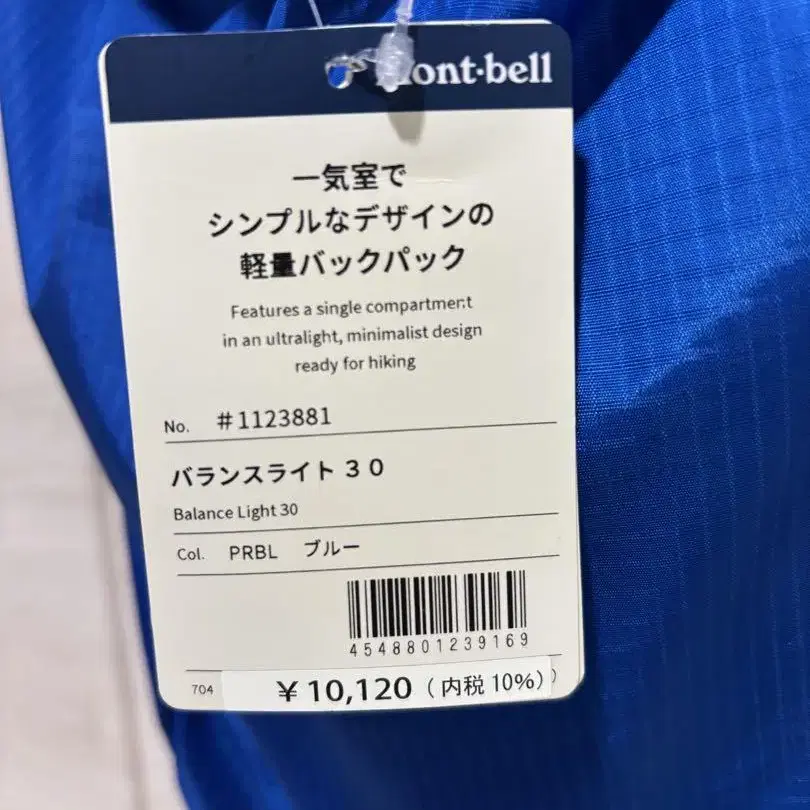 mont-bell
一気室で
シンプルなデザインの
軽量バックパック
Features a single compartment
in an ultralight, minimalist design
ready for hiking
No. #1123881
バランスライト 30
Balance Light 30
Col. PRBL ブルー
4548801239169
704 ¥10,120 (内税 10%)